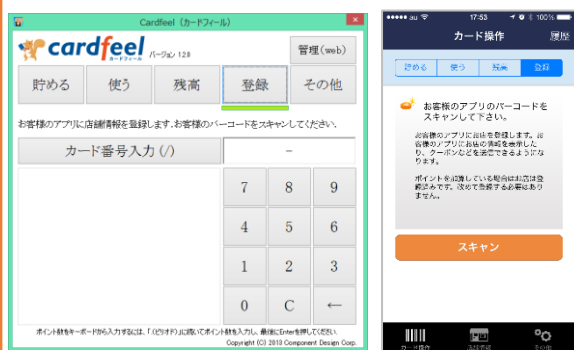 Cardfeel（カードフィール）
cardfeel
カードフィール
バージョン 1.2.9
管理(web)
貯める
使う
残高
登録
その他
お客様のアプリに店舗情報を登録します。お客様のバーコードをスキャンしてください。
カード番号入力(/)
-
7 8 9
4 5 6
1 2 3
0 C ←
ポイント数をキーボードから入力するには、「.(ピリオド)」に続いてポイント数を入力し、最後にEnterを押してください。
Copyright (C) 2013 Component Design Corp.
au
17:53
100%
カード操作
履歴
貯める
使う
残高
登録
お客様のアプリのバーコードを
スキャンして下さい。
お客様のアプリにお店を登録します。お
客様のアプリにお店の情報を表示した
り、クーポンなどを送信できるようにな
ります。
ポイントを加算している場合はお店は登
録済みです。改めて登録する必要はあり
ません。
スキャン
カード操作
その他